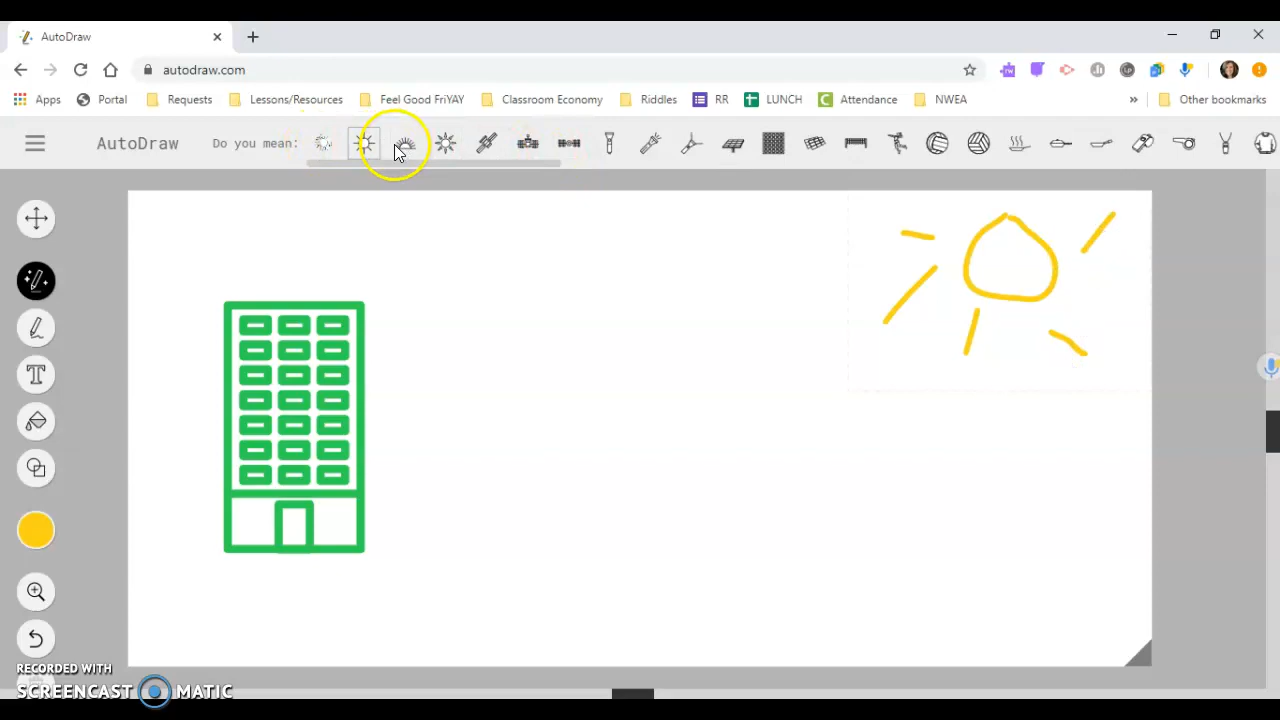 AutoDraw
autodraw.com
Apps Portal Requests Lessons/Resources Feel Good FriYAY Classroom Economy Riddles RR LUNCH Attendance NWEA » Other bookmarks
AutoDraw Do you mean:
T
RECORDED WITH
SCREENCAST MATIC